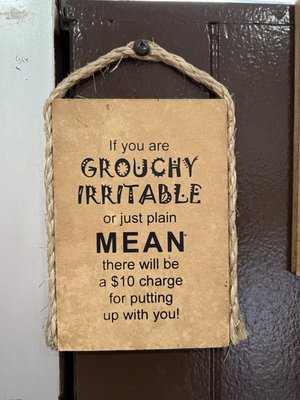 If you are
GROUCHY
IRRITABLE
or just plain
MEAN
there will be
a $10 charge
for putting
up with you!